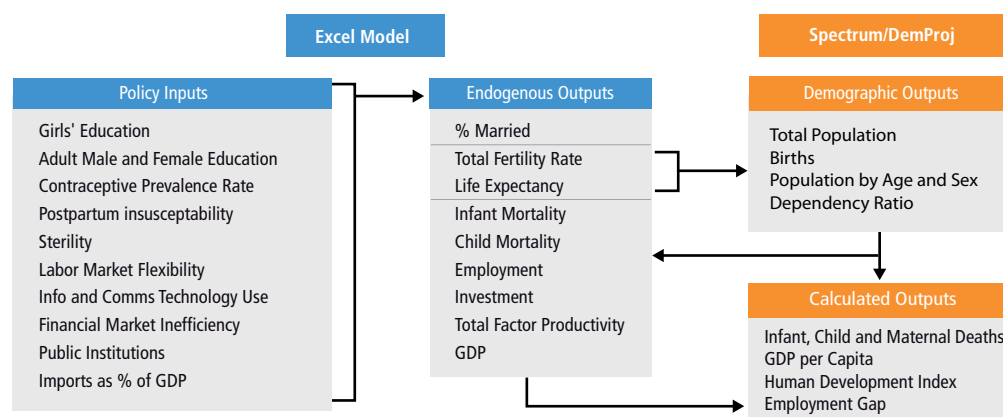 Excel Model
Spectrum/DemProj
Policy Inputs
Girls' Education
Adult Male and Female Education
Contraceptive Prevalence Rate
Postpartum insusceptability
Sterility
Labor Market Flexibility
Info and Comms Technology Use
Financial Market Inefficiency
Public Institutions
Imports as % of GDP
Endogenous Outputs
% Married
Total Fertility Rate
Life Expectancy
Infant Mortality
Child Mortality
Employment
Investment
Total Factor Productivity
GDP
Demographic Outputs
Total Population
Births
Population by Age and Sex
Dependency Ratio
Calculated Outputs
Infant, Child and Maternal Deaths
GDP per Capita
Human Development Index
Employment Gap